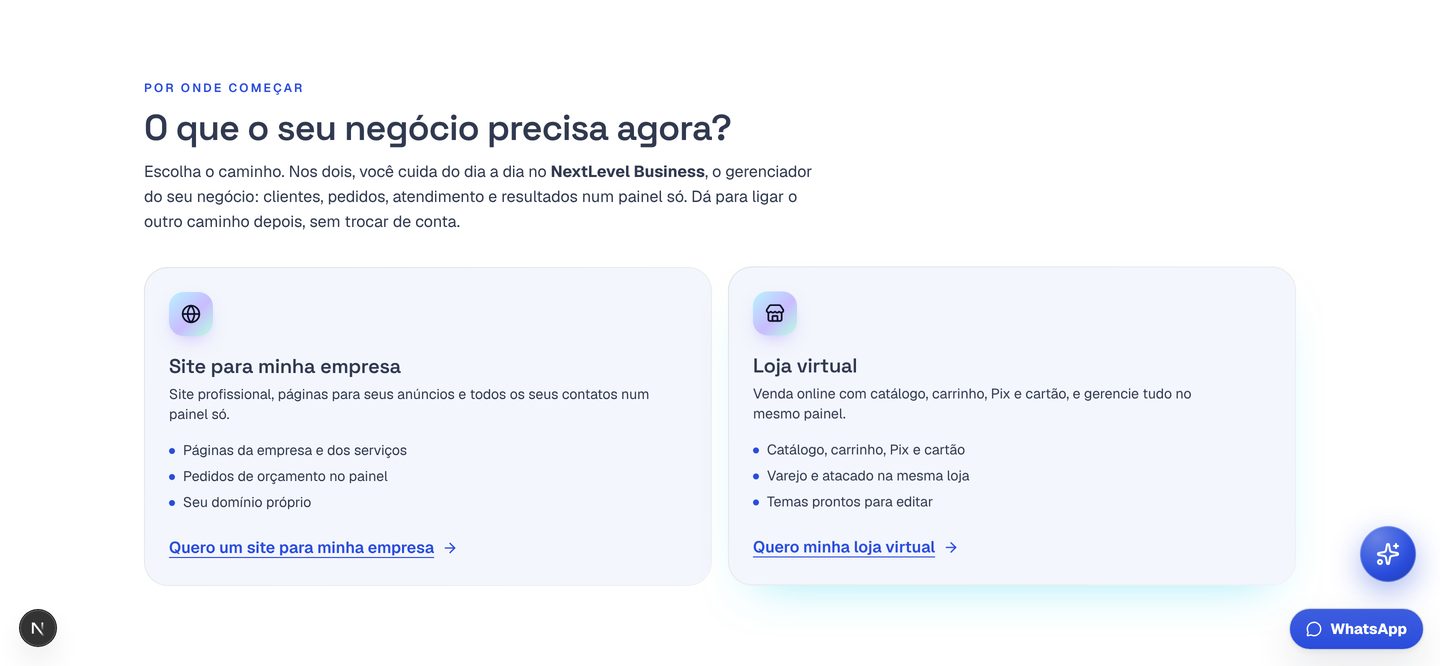 POR ONDE COMEÇAR
O que o seu negócio precisa agora?
Escolha o caminho. Nos dois, você cuida do dia a dia no NextLevel Business, o gerenciador
do seu negócio: clientes, pedidos, atendimento e resultados num painel só. Dá para ligar o
outro caminho depois, sem trocar de conta.
Site para minha empresa
Site profissional, páginas para seus anúncios e todos os seus contatos num
painel só.
Páginas da empresa e dos serviços
Pedidos de orçamento no painel
Seu domínio próprio
Quero um site para minha empresa
Loja virtual
Venda online com catálogo, carrinho, Pix e cartão, e gerencie tudo no
mesmo painel.
Catálogo, carrinho, Pix e cartão
Varejo e atacado na mesma loja
Temas prontos para editar
Quero minha loja virtual
N
WhatsApp